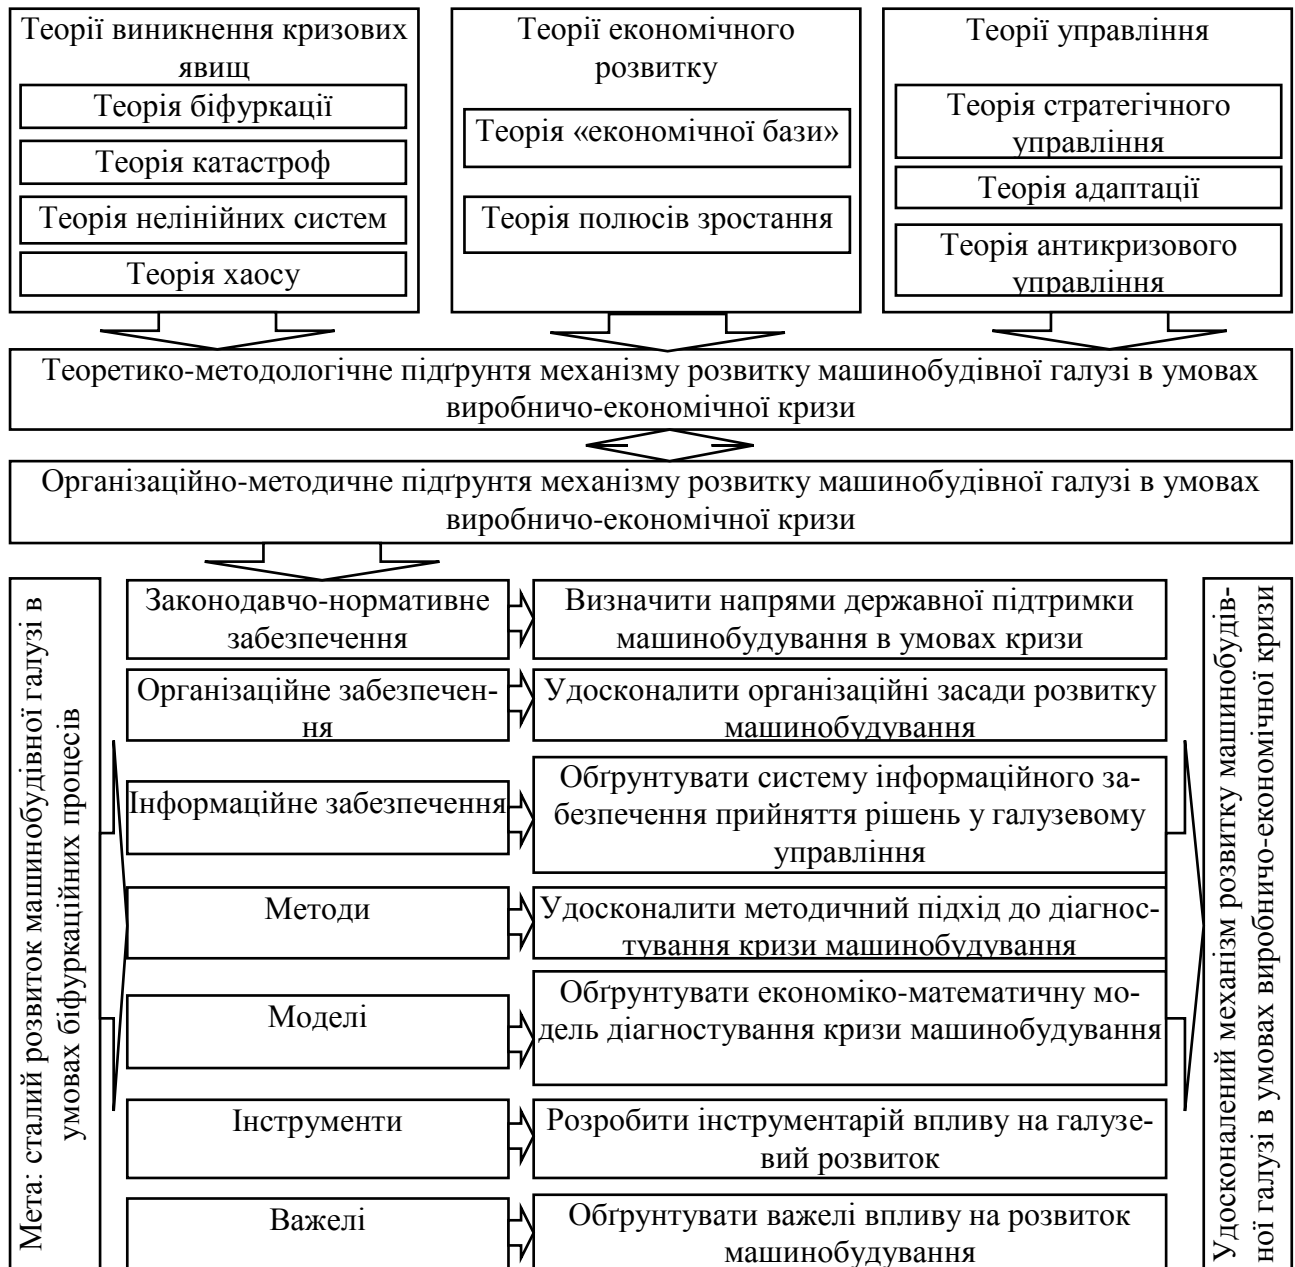 Теорії виникнення кризових
явищ
Теорія біфуркації
Теорія катастроф
Теорія нелінійних систем
Теорія хаосу
Теорії економічного
розвитку
Теорія «економічної бази»
Теорія полюсів зростання
Теорії управління
Теорія стратегічного
управління
Теорія адаптації
Теорія антикризового
управління
Теоретико-методологічне підґрунтя механізму розвитку машинобудівної галузі в умовах
виробничо-економічної кризи
Організаційно-методичне підґрунтя механізму розвитку машинобудівної галузі в умовах
виробничо-економічної кризи
Мета: сталий розвиток машинобудівної галузі в
умовах біфуркаційних процесів
Законодавчо-нормативне
забезпечення
Визначити напрями державної підтримки
машинобудування в умовах кризи
Організаційне забезпечен-
ня
Удосконалити організаційні засади розвитку
машинобудування
Інформаційне забезпечення
Обґрунтувати систему інформаційного за-
безпечення прийняття рішень у галузевому
управління
Методи
Удосконалити методичний підхід до діагнос-
тування кризи машинобудування
Моделі
Обґрунтувати економіко-математичну мо-
дель діагностування кризи машинобудування
Інструменти
Розробити інструментарій впливу на галузе-
вий розвиток
Важелі
Обґрунтувати важелі впливу на розвиток
машинобудування
Удосконалений механізм розвитку машинобудів-
ної галузі в умовах виробничо-економічної кризи